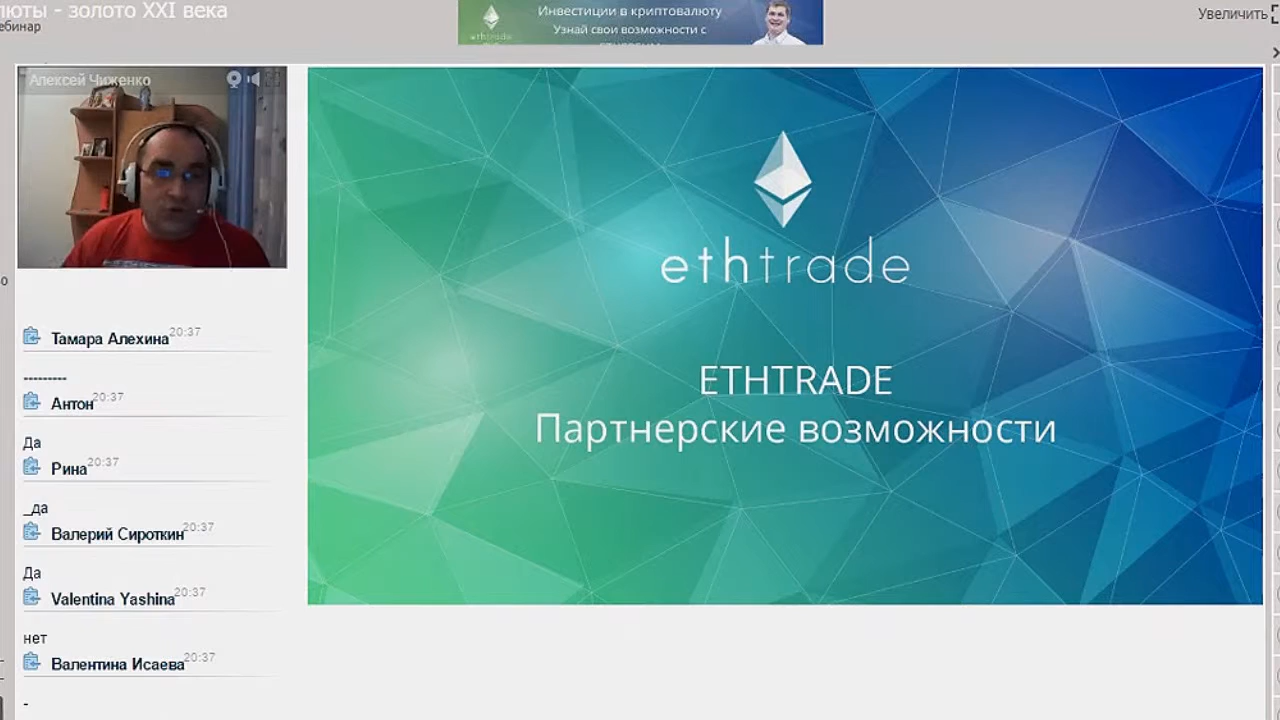 люты - золото XXI века
ебинар
Инвестиции в криптовалюту
Узнай свои возможности с
ethtrade
Увеличить
Алексей Чиженко
ethtrade
ETHTRADE
Партнерские возможности
Тамара Алехина 20:37
---------
Антон 20:37
Да
Рина 20:37
_да
Валерий Сироткин 20:37
Да
Valentina Yashina 20:37
нет
Валентина Исаева 20:37
-